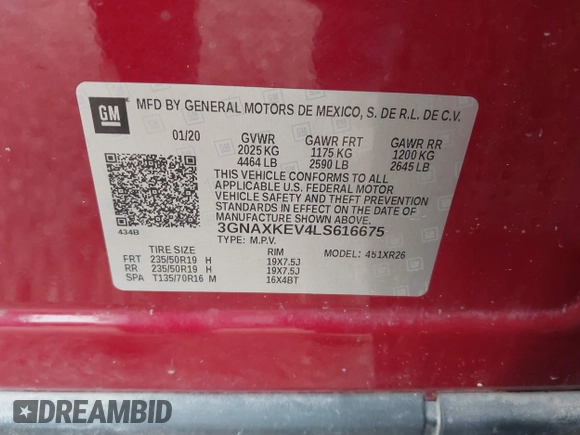 GM
MFD BY GENERAL MOTORS DE MEXICO, S. DE R.L. DE C.V.
01/20 GVWR GAWR FRT GAWR RR
2025 KG 1175 KG 1200 KG
4464 LB 2590 LB 2645 LB
THIS VEHICLE CONFORMS TO ALL
APPLICABLE U.S. FEDERAL MOTOR
VEHICLE SAFETY AND THEFT PREVENTION
STANDARDS IN EFFECT ON THE DATE OF
MANUFACTURE SHOWN ABOVE.
434B 3GNAXKEV4LS616675
TYPE: M.P.V.
TIRE SIZE RIM MODEL: 451XR26
FRT 235/50R19 H 19X7.5J
RR 235/50R19 H 19X7.5J
SPA T135/70R16 M 16X4BT
DREAMBID